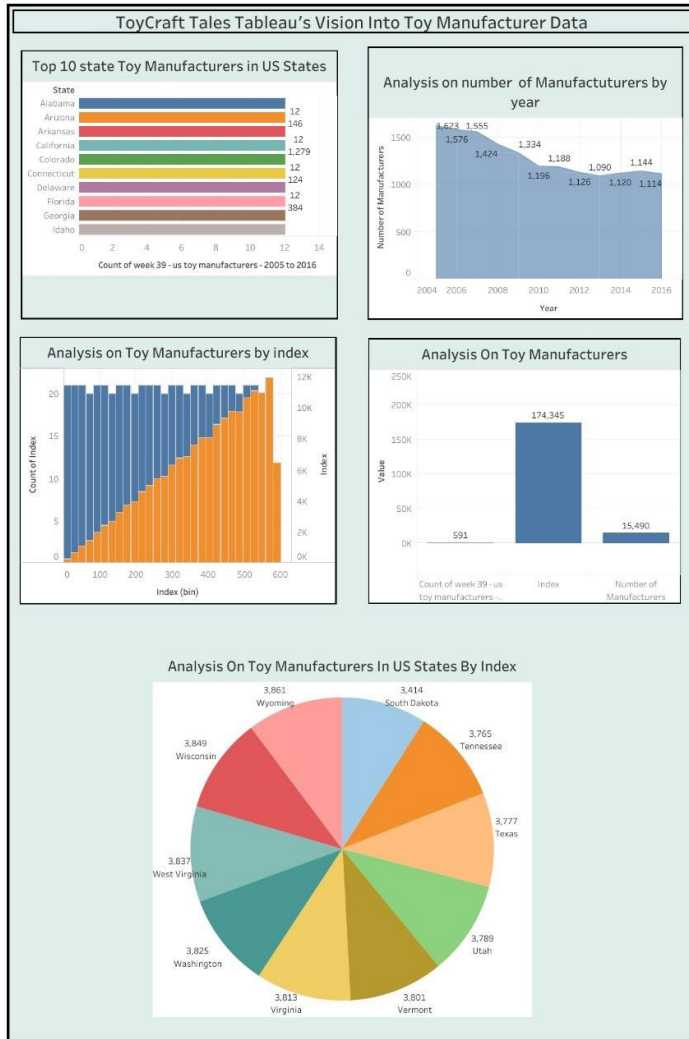 ToyCraft Tales Tableau's Vision Into Toy Manufacturer Data
Top 10 state Toy Manufacturers in US States
State
Alabama
Arizona
Arkansas
California
Colorado
Connecticut
Delaware
Florida
Georgia
Idaho
12
146
12
1,279
12
124
12
384
0 2 4 6 8 10 12 14
Count of week 39 - us toy manufacturers - 2005 to 2016
Analysis on number of Manufactuturers by
year
Number of Manufacturers
1500
1000
500
0
1,623
1,576
1,555
1,424
1,334
1,196
1,188
1,126
1,090
1,120
1,144
1,114
2004 2006 2008 2010 2012 2014 2016
Year
Analysis on Toy Manufacturers by index
Count of Index
20
15
10
5
0
12K
10K
8K
6K
4K
2K
0K
Index
0 100 200 300 400 500 600
Index (bin)
Analysis On Toy Manufacturers
Value
250K
200K
150K
100K
50K
0K
591
174,345
15,490
Count of week 39 - us
toy manufacturers -..
Index
Number of
Manufacturers
Analysis On Toy Manufacturers In US States By Index
3,861
Wyoming
3,414
South Dakota
3,849
Wisconsin
3,765
Tennessee
3,777
Texas
3,837
West Virginia
3,789
Utah
3,825
Washington
3,813
Virginia
3,801
Vermont